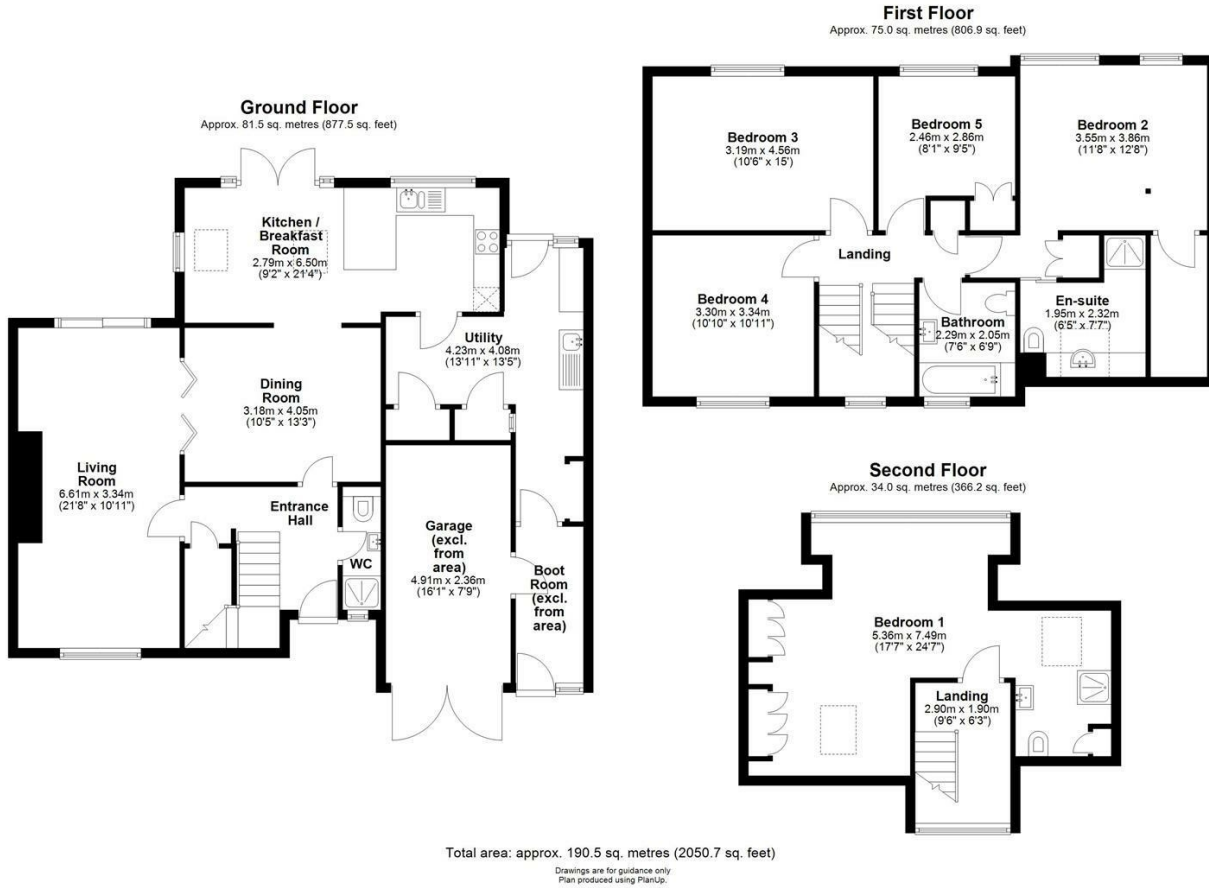 Ground Floor
Approx. 81.5 sq. metres (877.5 sq. feet)
Kitchen /
Breakfast
Room
2.79m x 6.50m
(9'2" x 21'4")
Utility
4.23m x 4.08m
(13'11" x 13'5")
Dining
Room
3.18m x 4.05m
(10'5" x 13'3")
Living
Room
6.61m x 3.34m
(21'8" x 10'11")
Entrance
Hall
WC
Garage
(excl.
from
area)
4.91m x 2.36m
(16'1" x 7'9")
Boot
Room
(excl.
from
area)
First Floor
Approx. 75.0 sq. metres (806.9 sq. feet)
Bedroom 3
3.19m x 4.56m
(10'6" x 15')
Bedroom 5
2.46m x 2.86m
(8'1" x 9'5")
Bedroom 2
3.55m x 3.86m
(11'8" x 12'8")
Landing
Bedroom 4
3.30m x 3.34m
(10'10" x 10'11")
Bathroom
2.29m x 2.05m
(7'6" x 6'9")
En-suite
1.95m x 2.32m
(6'5" x 7'7")
Second Floor
Approx. 34.0 sq. metres (366.2 sq. feet)
Bedroom 1
5.36m x 7.49m
(17'7" x 24'7")
Landing
2.90m x 1.90m
(9'6" x 6'3")
Total area: approx. 190.5 sq. metres (2050.7 sq. feet)
Drawings are for guidance only
Plan produced using PlanUp.